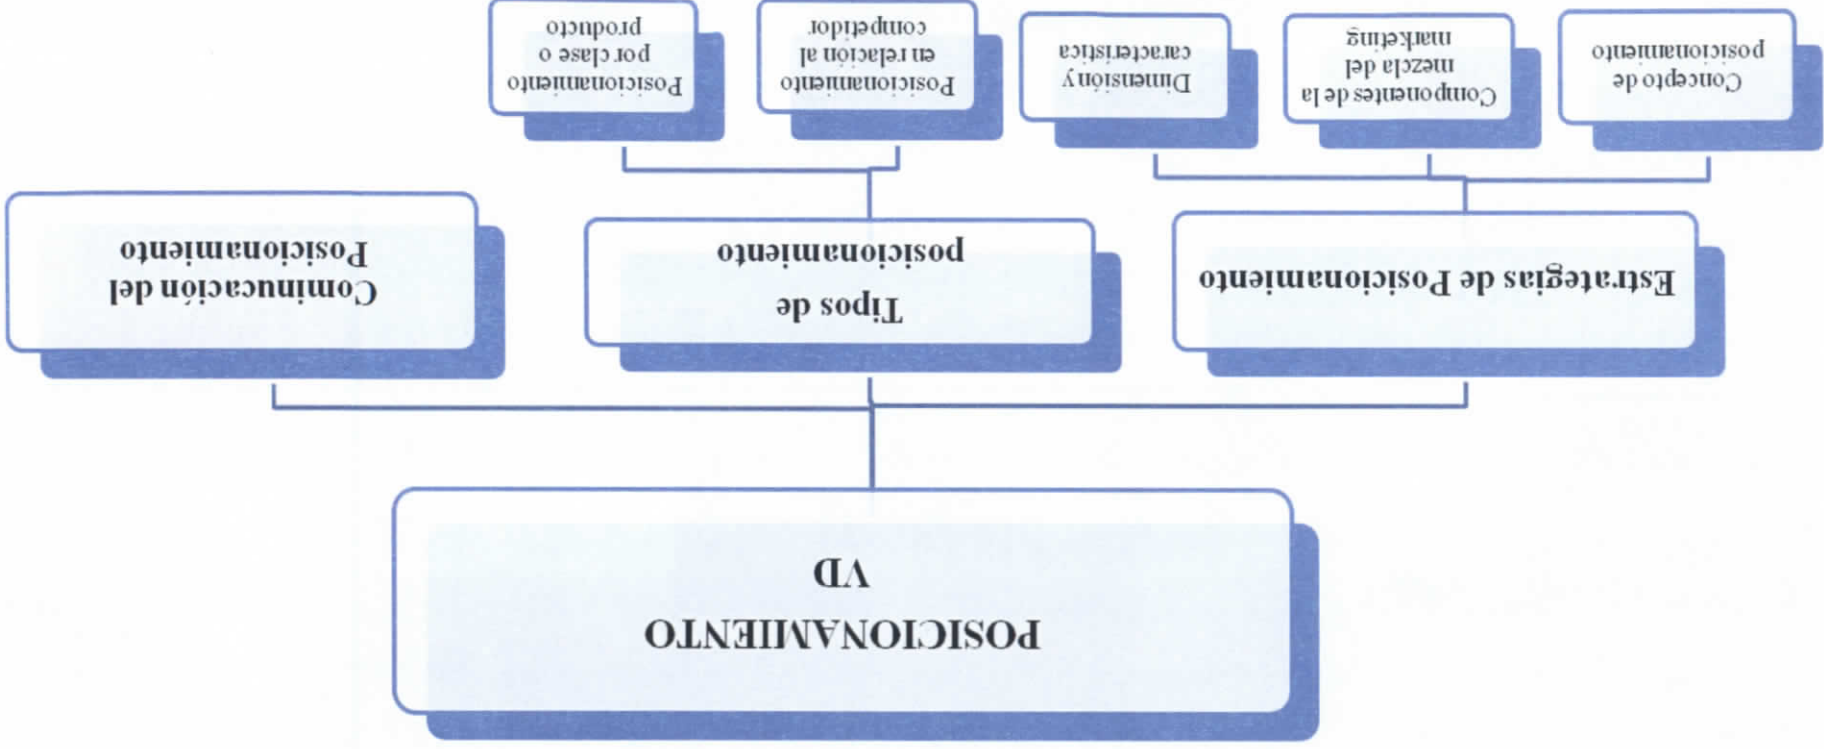 POSICIONAMIENTO
VD
Estrategias de Posicionamiento
Tipos de
posicionamiento
Cominucación del
Posicionamiento
Concepto de
posicionamiento
Componentes de la
mezcla del
marketing
Dimensión y
característica
Posicionamiento
en relación al
competidor
Posicionamiento
por clase o
producto